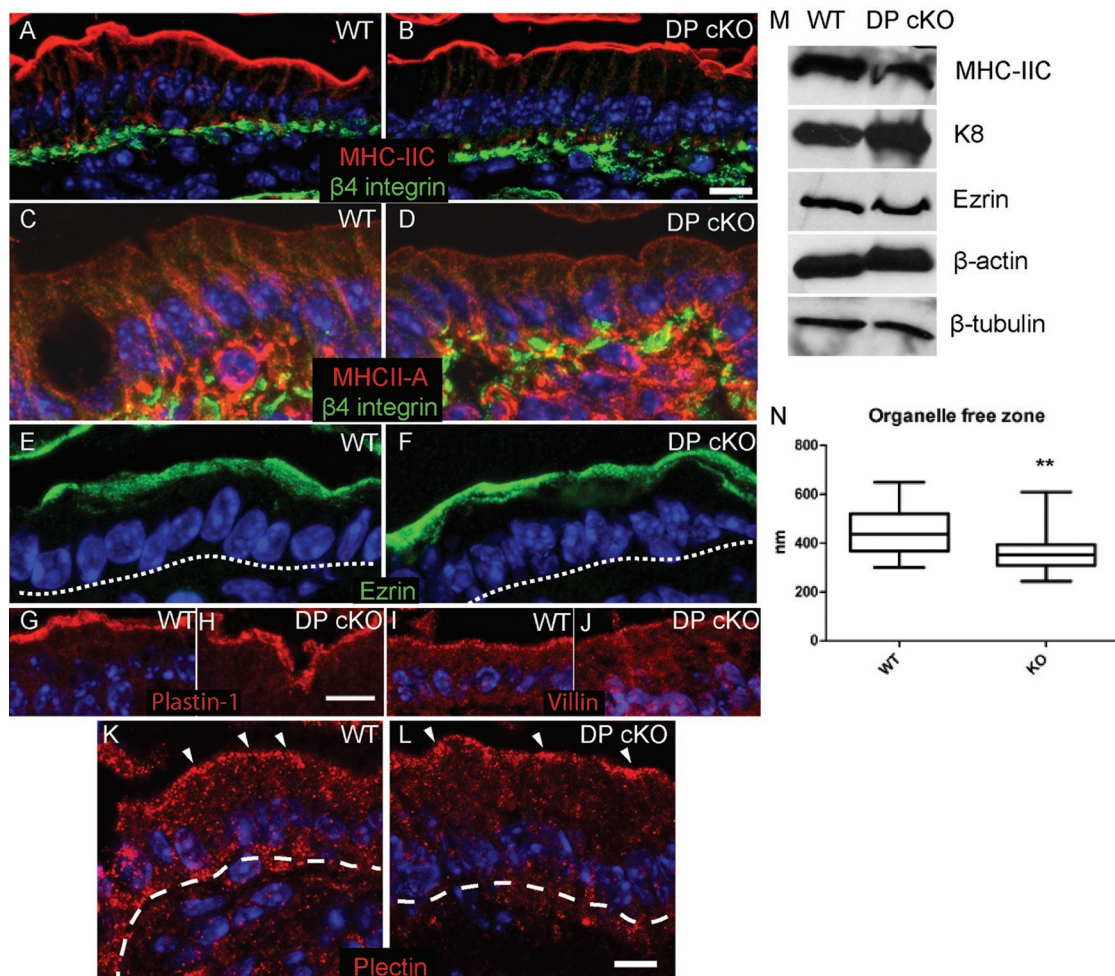 A WT
B DP cKO
MHC-IIC
β4 integrin
C WT
D DP cKO
MHCII-A
β4 integrin
E WT
F DP cKO
Ezrin
G WT
H DP cKO
Plastin-1
I WT
J DP cKO
Villin
K WT
L DP cKO
Plectin
M WT DP cKO
MHC-IIC
K8
Ezrin
β-actin
β-tubulin
N Organelle free zone
800
600
400
200
0
nm
**
WT
KO